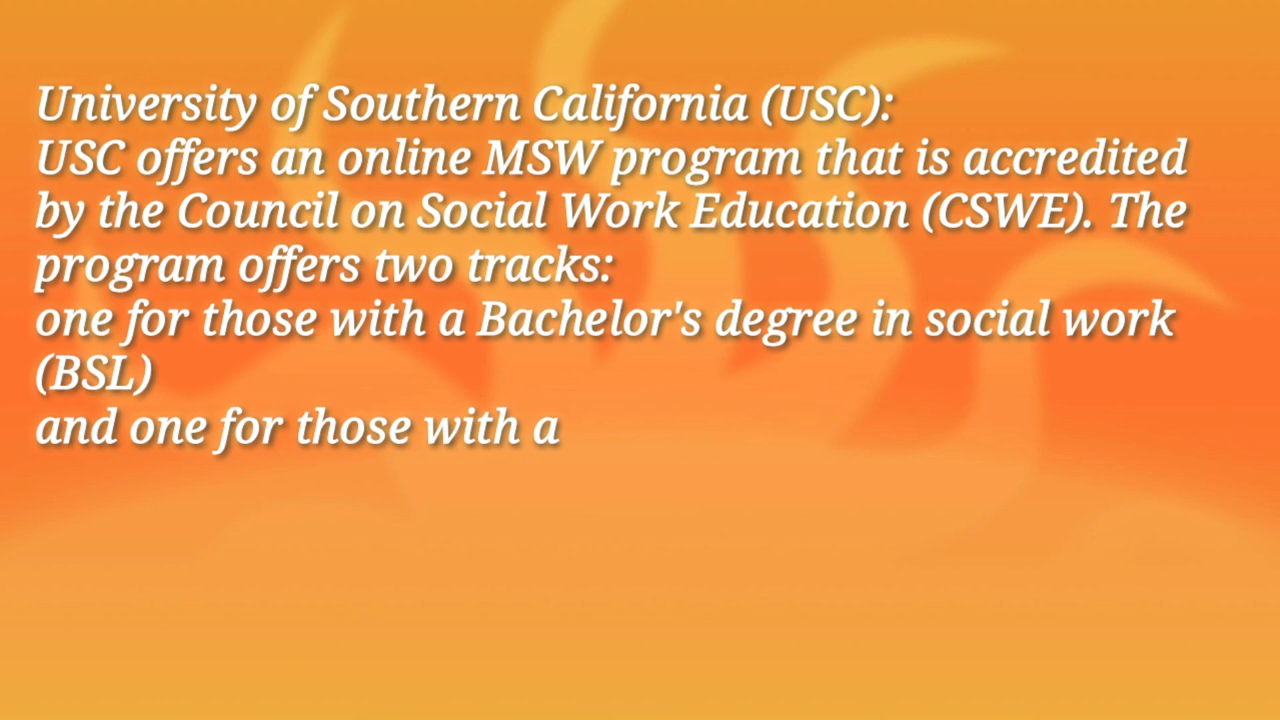 University of Southern California (USC):
USC offers an online MSW program that is accredited
by the Council on Social Work Education (CSWE). The
program offers two tracks:
one for those with a Bachelor's degree in social work
(BSL)
and one for those with a